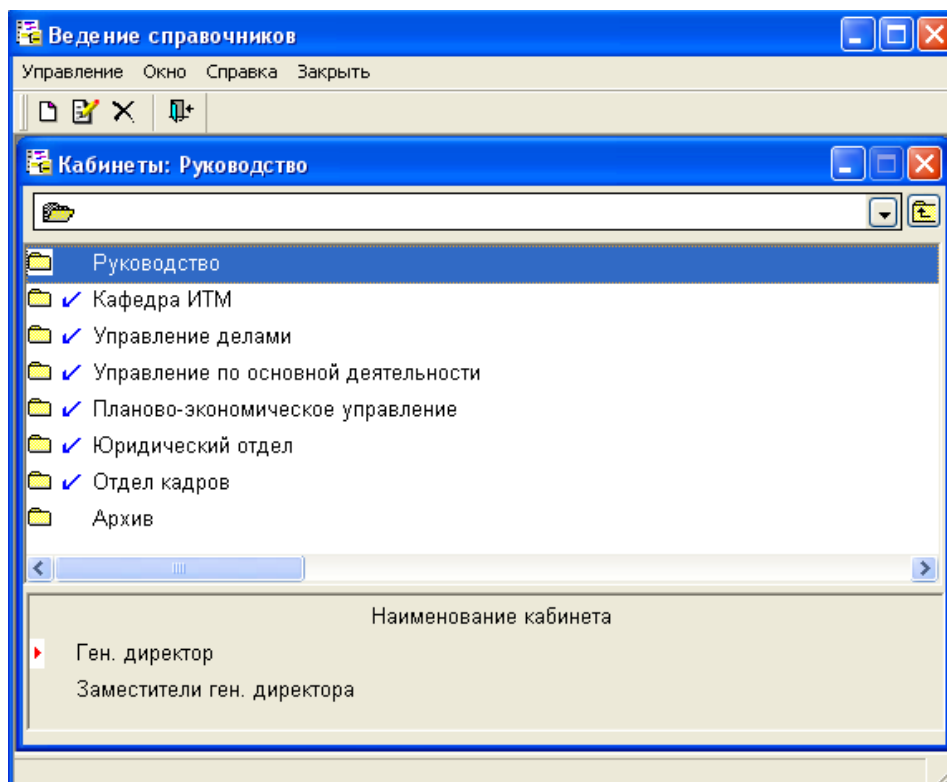 Ведение справочников
Управление Окно Справка Закрыть
Кабинеты: Руководство
Руководство
Кафедра ИТМ
Управление делами
Управление по основной деятельности
Планово-экономическое управление
Юридический отдел
Отдел кадров
Архив
Наименование кабинета
Ген. директор
Заместители ген. директора